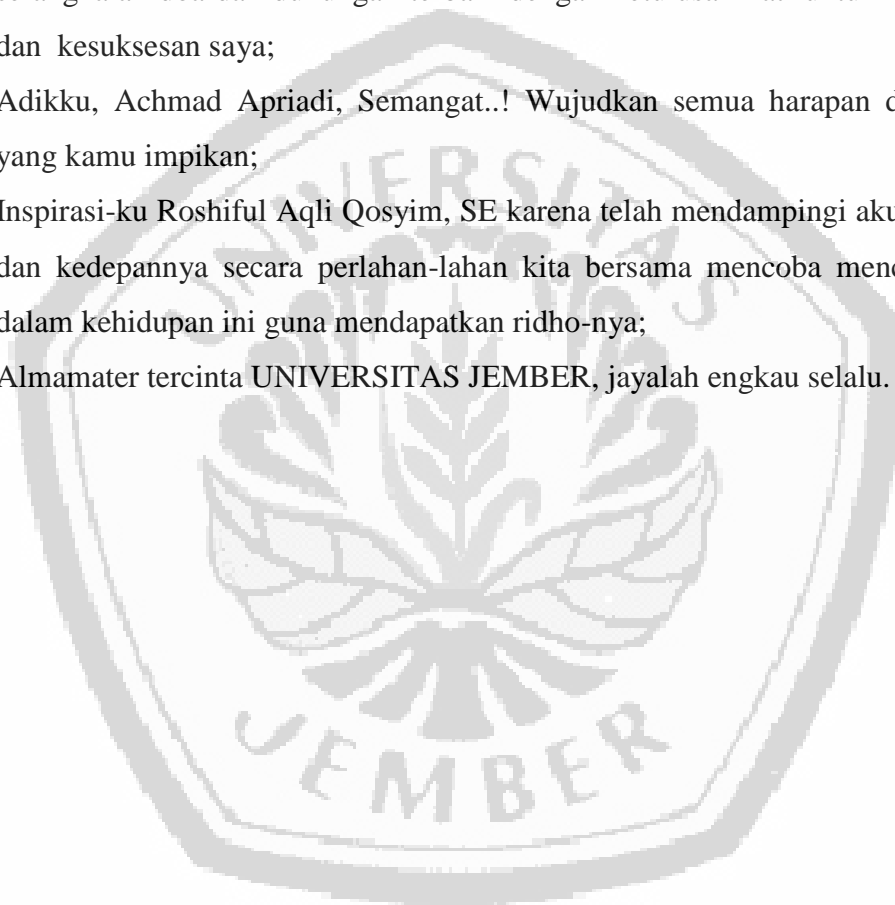 dan kesuksesan saya;
Adikku, Achmad Apriadi, Semangat..! Wujudkan semua harapan
yang kamu impikan;
Inspirasi-ku Roshiful Aqli Qosyim, SE karena telah mendampingi aku
dan kedepannya secara perlahan-lahan kita bersama mencoba
dalam kehidupan ini guna mendapatkan ridho-nya;
Almamater tercinta UNIVERSITAS JEMBER, jayalah engkau selalu.
UNIVERSITAS
JEMBER